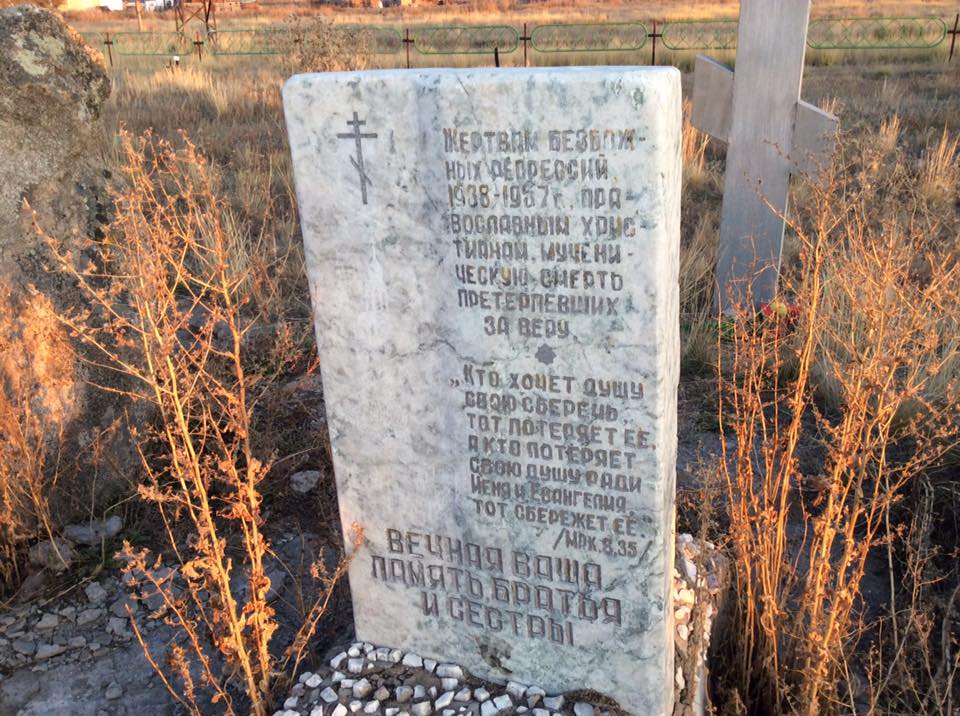 Жертвам безбож-
ных репрессий
1938-1957г. пра-
вославным хрис
тианом, мучени-
ческую смерть
претерпевших
за веру.
„Кто хочет душу
свою сберечь,
тот потеряет ее,
а кто потеряет
свою душу ради
Меня и Евангелия,
тот сбережет её."
/Мрк.8.35/
Вечная ваша
память братья
и сестры